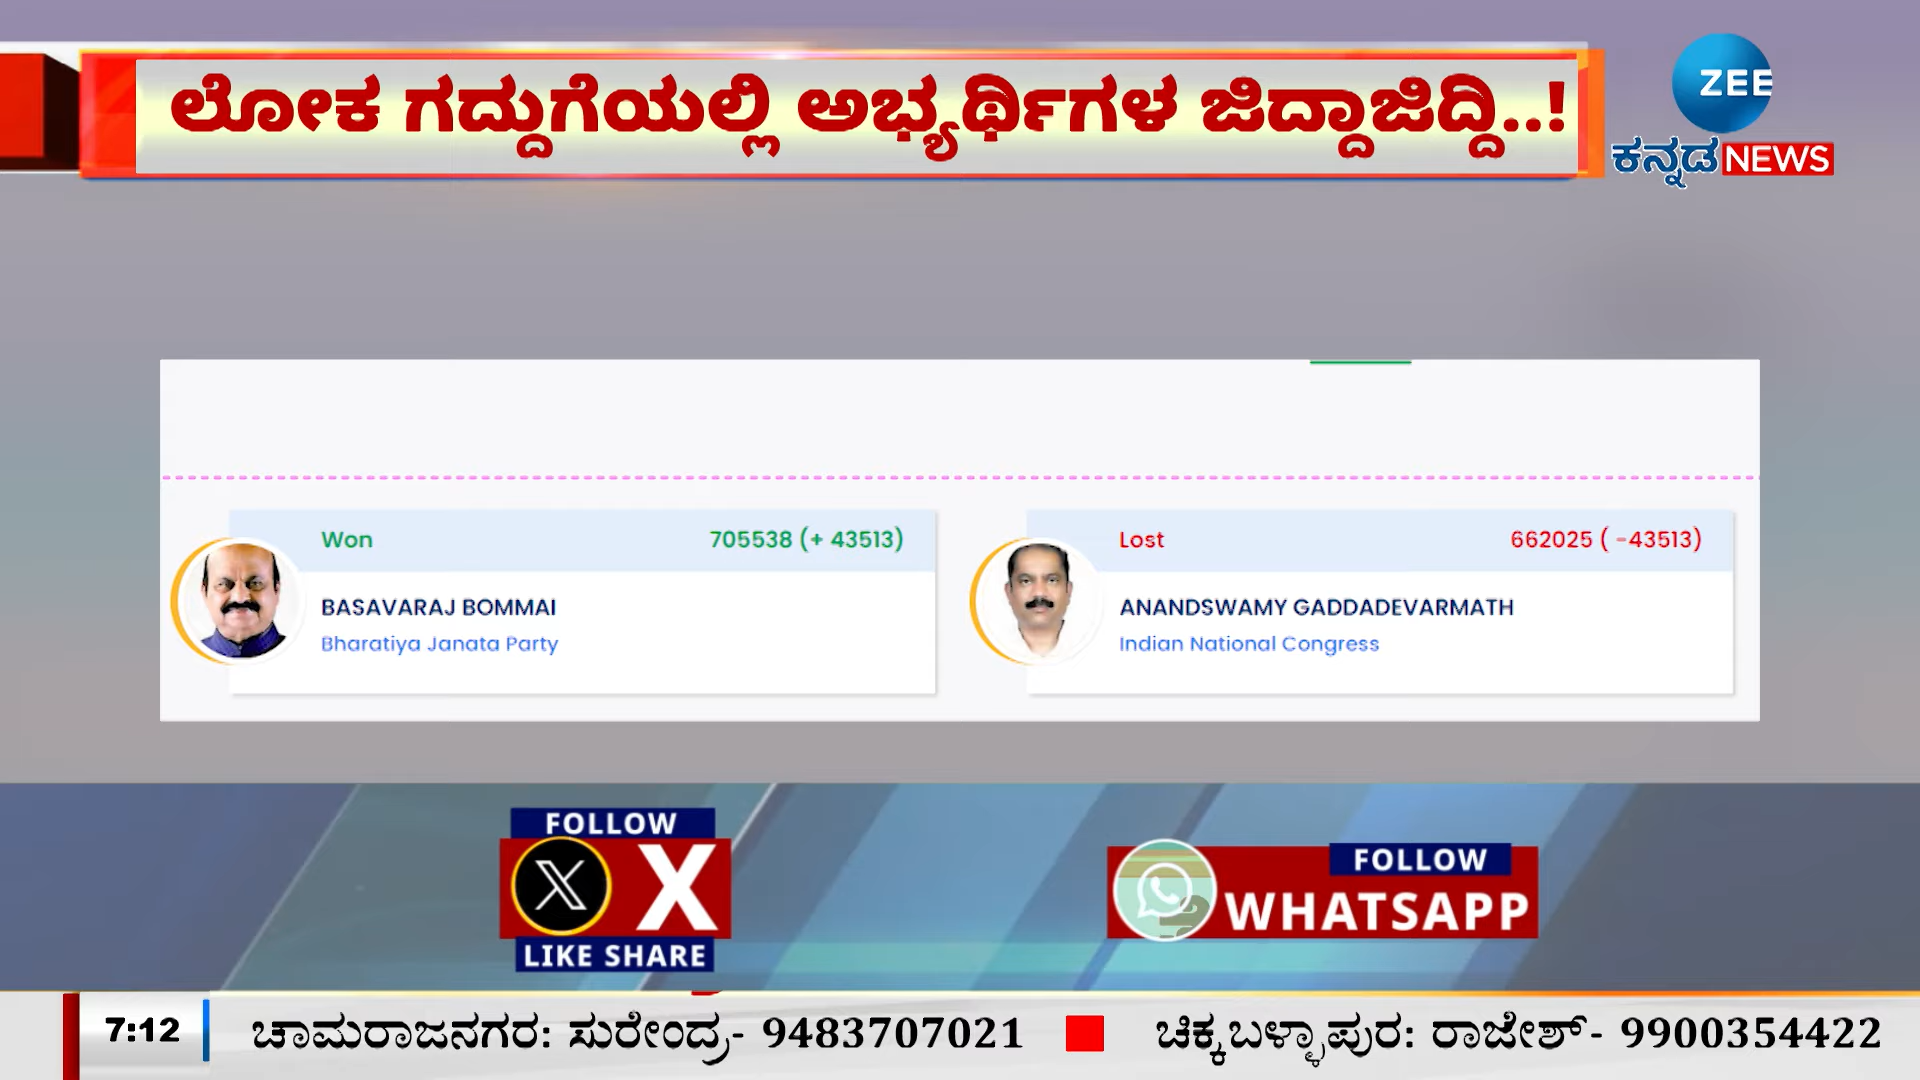 ಲೋಕ ಗದ್ದುಗೆಯಲ್ಲಿ ಅಭ್ಯರ್ಥಿಗಳ ಜಿದ್ದಾಜಿದ್ದಿ..!
ZEE
ಕನ್ನಡ NEWS
Won 705538 (+ 43513)
BASAVARAJ BOMMAI
Bharatiya Janata Party
Lost 662025 ( -43513)
ANANDSWAMY GADDADEVARMATH
Indian National Congress
FOLLOW
X
LIKE SHARE
FOLLOW
WHATSAPP
7:12 ಚಾಮರಾಜನಗರ: ಸುರೇಂದ್ರ- 9483707021 ಚಿಕ್ಕಬಳ್ಳಾಪುರ: ರಾಜೇಶ್- 9900354422